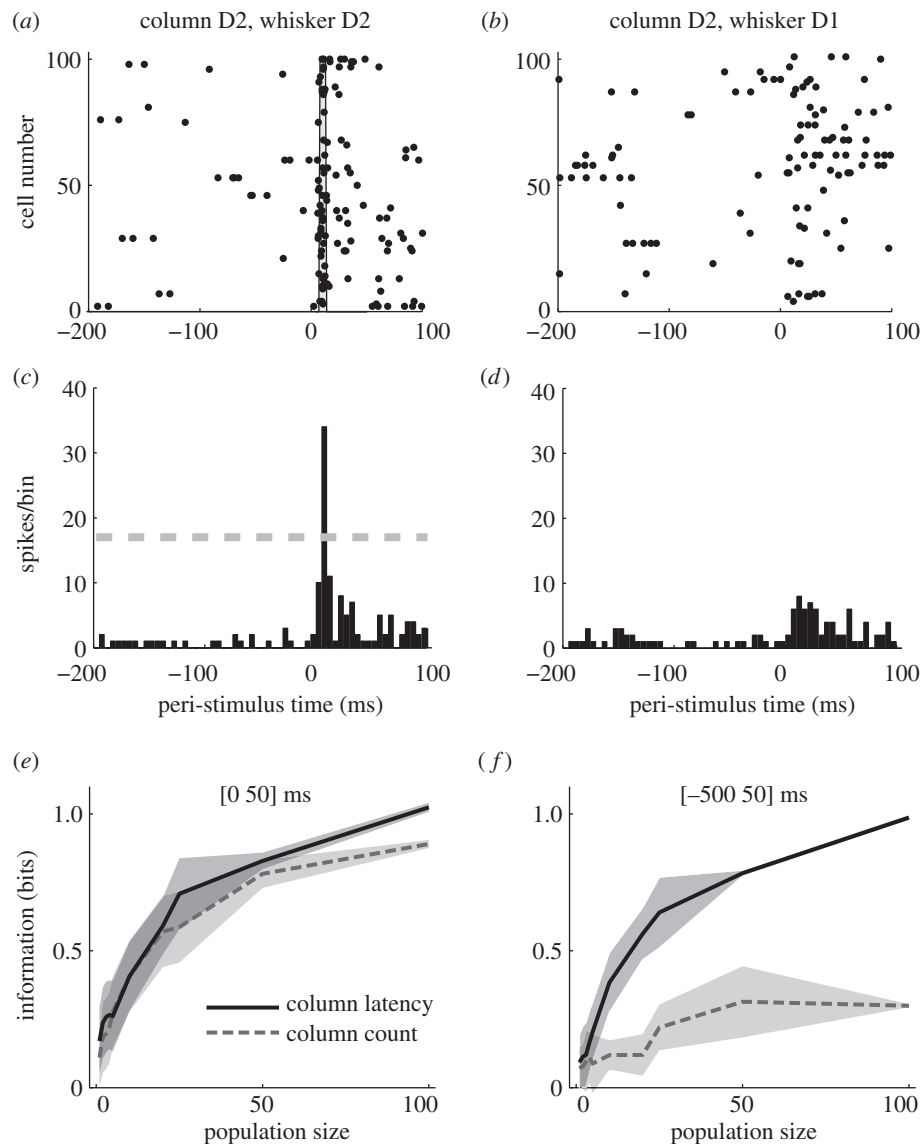 (a) column D2, whisker D2
(b) column D2, whisker D1
cell number
100
50
0
−200 −100 0 100
−200 −100 0 100
(c)
(d)
spikes/bin
40
30
20
10
0
−200 −100 0 100
peri-stimulus time (ms)
40
30
20
10
0
−200 −100 0 100
peri-stimulus time (ms)
(e)
[0 50] ms
information (bits)
1.0
0.5
0
column latency
column count
0 50 100
population size
(f)
[–500 50] ms
1.0
0.5
0
0 50 100
population size